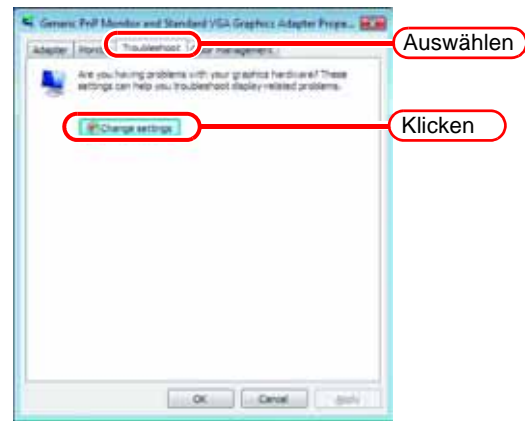 Generic PnP Monitor and Standard VGA Graphics Adapter Prope...
Adapter Troubleshoot management
Auswählen
Are you having problems with your graphics hardware? These
settings can help you troubleshoot display-related problems.
Change settings
Klicken
OK Cancel Apply